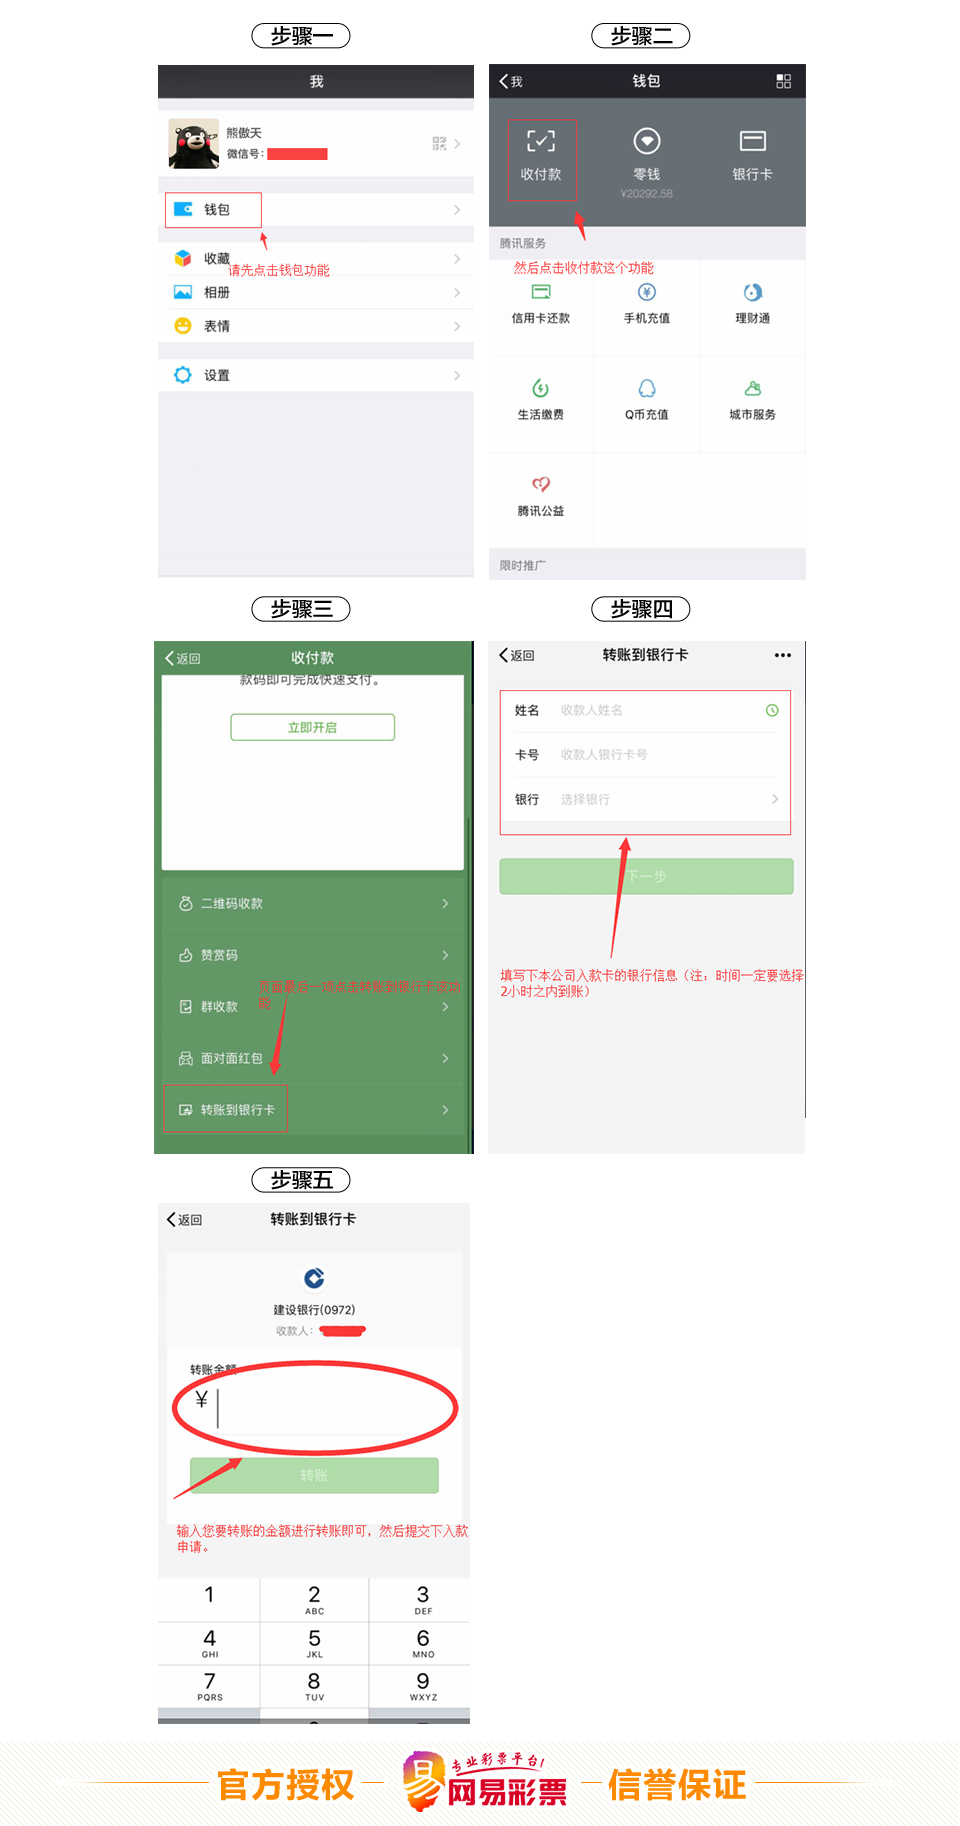 步骤一
我
熊傲天
微信号:
钱包
请先点击钱包功能
收藏
相册
表情
设置
步骤二
我
钱包
收付款
零钱
¥20292.58
银行卡
腾讯服务
然后点击收付款这个功能
信用卡还款
手机充值
理财通
生活缴费
Q币充值
城市服务
腾讯公益
限时推广
步骤三
返回
收付款
款码即可完成快速支付。
立即开启
二维码收款
赞赏码
页面最后一项点击转账到银行卡该功
能
群收款
面对面红包
转账到银行卡
步骤四
返回
转账到银行卡
姓名 收款人姓名
卡号 收款人银行卡号
银行 选择银行
下一步
填写下本公司入款卡的银行信息（注：时间一定要选择
2小时之内到账）
步骤五
返回
转账到银行卡
建设银行(0972)
收款人:
转账金额
¥
转账
输入您要转账的金额进行转账即可，然后提交下入款
申请。
1
2
ABC
3
DEF
4
GHI
5
JKL
6
MNO
7
PQRS
8
TUV
9
WXYZ
官方授权
专业彩票平台!
网易彩票
信誉保证